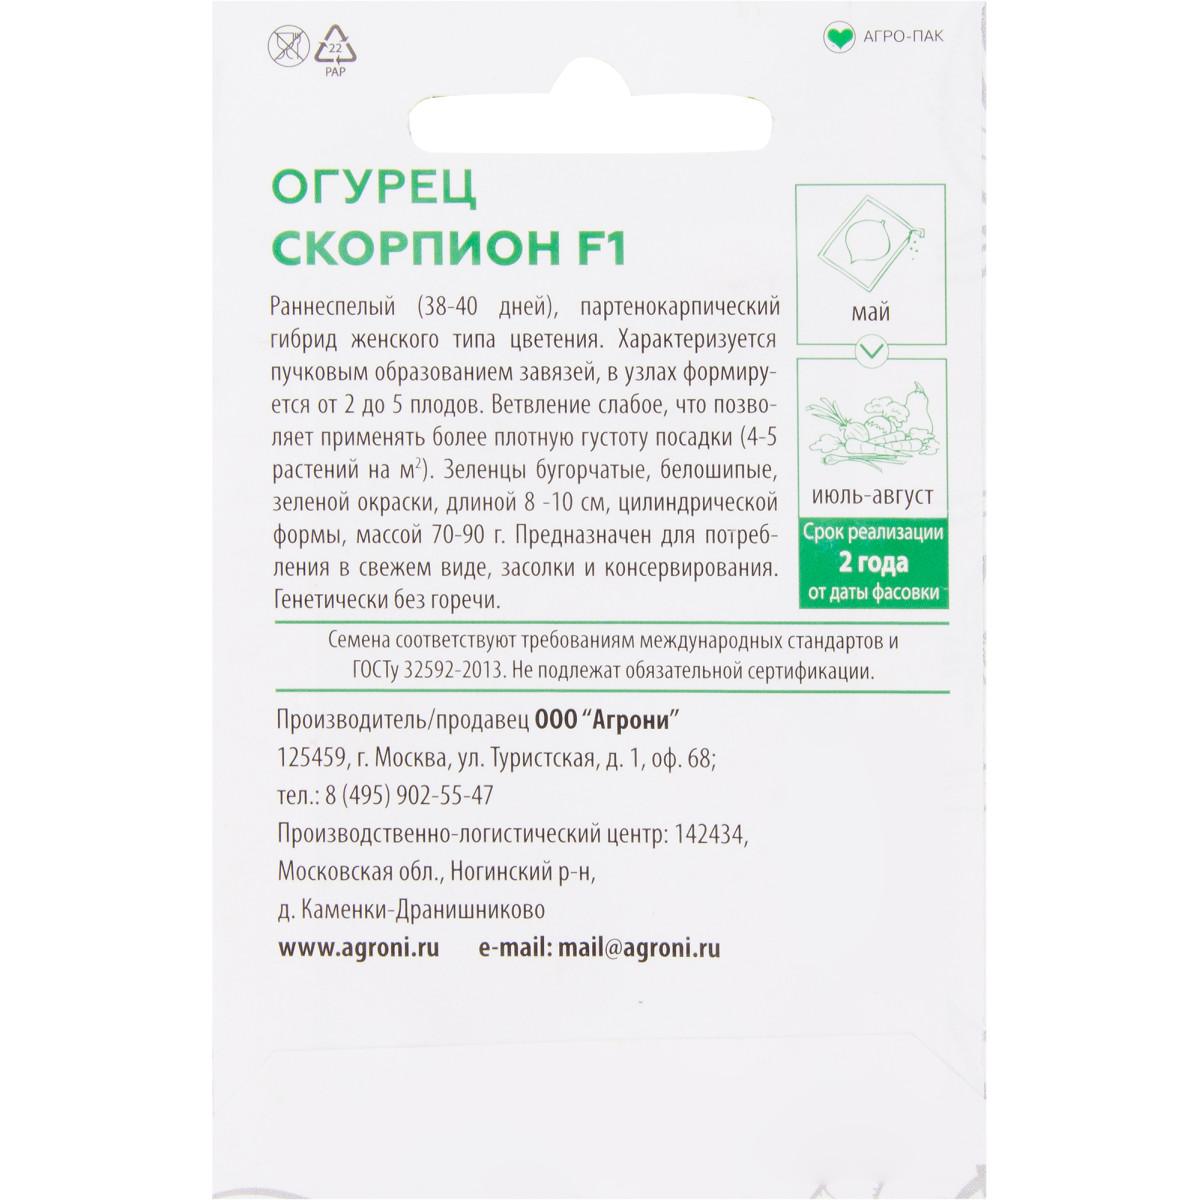 22
PAP
АГРО-ПАК
ОГУРЕЦ
СКОРПИОН F1
Раннеспелый (38-40 дней), партенокарпический
гибрид женского типа цветения. Характеризуется
пучковым образованием завязей, в узлах формиру-
ется от 2 до 5 плодов. Ветвление слабое, что позво-
ляет применять более плотную густоту посадки (4-5
растений на м²). Зеленцы бугорчатые, белошипые,
зеленой окраски, длиной 8 -10 см, цилиндрической
формы, массой 70-90 г. Предназначен для потреб-
ления в свежем виде, засолки и консервирования.
Генетически без горечи.
май
июль-август
Срок реализации
2 года
от даты фасовки
Семена соответствуют требованиям международных стандартов и
ГОСТу 32592-2013. Не подлежат обязательной сертификации.
Производитель/продавец ООО “Агрони”
125459, г. Москва, ул. Туристская, д. 1, оф. 68;
тел.: 8 (495) 902-55-47
Производственно-логистический центр: 142434,
Московская обл., Ногинский р-н,
д. Каменки-Дранишниково
www.agroni.ru e-mail: mail@agroni.ru